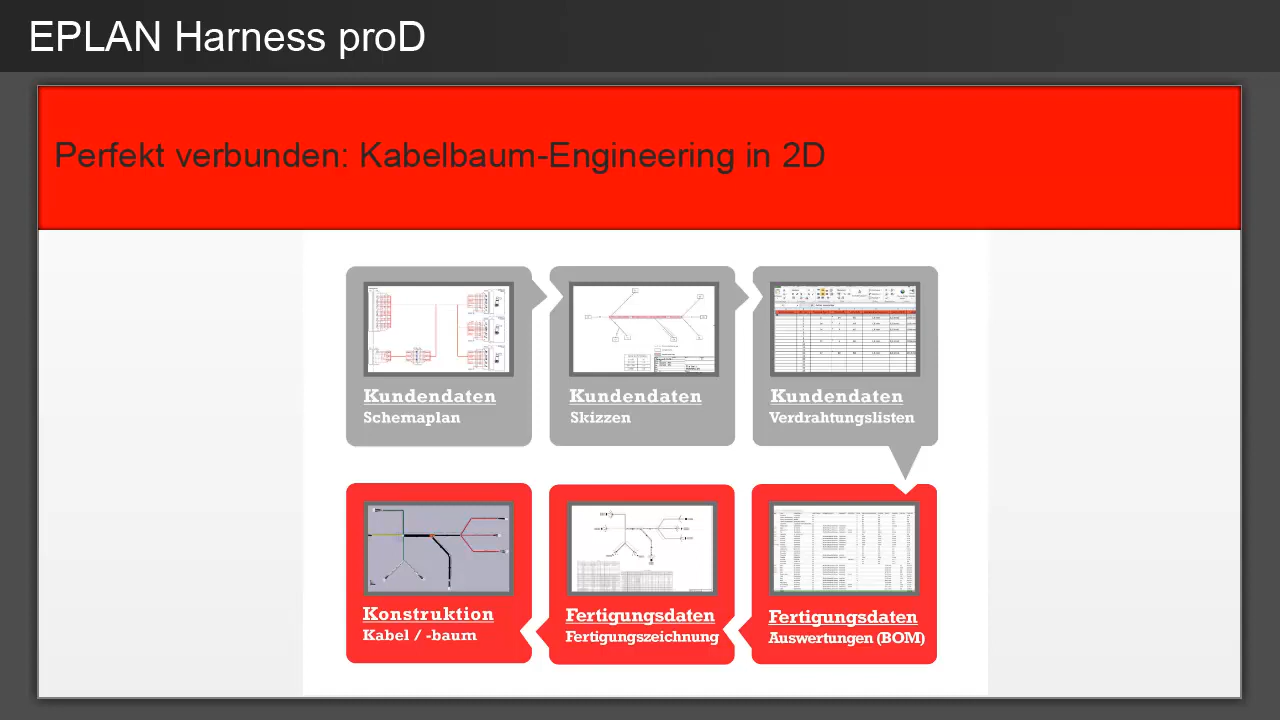 EPLAN Harness proD
Perfekt verbunden: Kabelbaum-Engineering in 2D
Kundendaten
Schemaplan
Kundendaten
Skizzen
Kundendaten
Verdrahtungslisten
Konstruktion
Kabel / -baum
Fertigungsdaten
Fertigungszeichnung
Fertigungsdaten
Auswertungen (BOM)